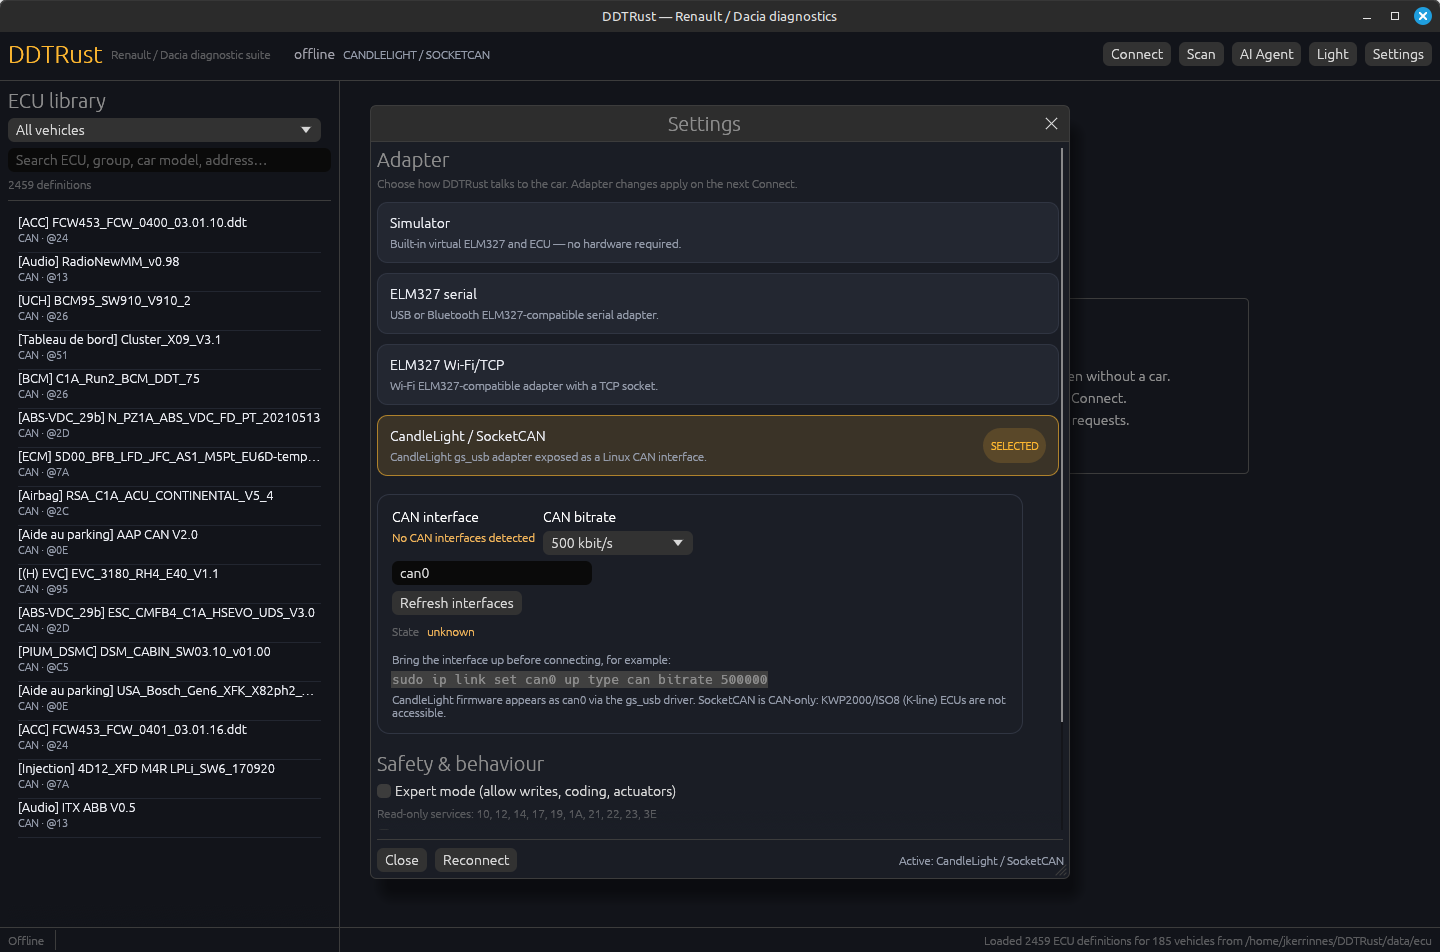 DDTRust — Renault / Dacia diagnostics
DDTRust Renault / Dacia diagnostic suite offline CANDLELIGHT / SOCKETCAN Connect Scan AI Agent Light Settings
ECU library
All vehicles
Search ECU, group, car model, address…
2459 definitions
[ACC] FCW453_FCW_0400_03.01.10.ddt
CAN · @24
[Audio] RadioNewMM_v0.98
CAN · @13
[UCH] BCM95_SW910_V910_2
CAN · @26
[Tableau de bord] Cluster_X09_V3.1
CAN · @51
[BCM] C1A_Run2_BCM_DDT_75
CAN · @26
[ABS-VDC_29b] N_PZ1A_ABS_VDC_FD_PT_20210513
CAN · @2D
[ECM] 5D00_BFB_LFD_JFC_AS1_M5Pt_EU6D-temp…
CAN · @7A
[Airbag] RSA_C1A_ACU_CONTINENTAL_V5_4
CAN · @2C
[Aide au parking] AAP CAN V2.0
CAN · @0E
[(H) EVC] EVC_3180_RH4_E40_V1.1
CAN · @95
[ABS-VDC_29b] ESC_CMFB4_C1A_HSEVO_UDS_V3.0
CAN · @2D
[PIUM_DSMC] DSM_CABIN_SW03.10_v01.00
CAN · @C5
[Aide au parking] USA_Bosch_Gen6_XFK_X82ph2_…
CAN · @0E
[ACC] FCW453_FCW_0401_03.01.16.ddt
CAN · @24
[Injection] 4D12_XFD M4R LPLi_SW6_170920
CAN · @7A
[Audio] ITX ABB V0.5
CAN · @13
Settings
Adapter
Choose how DDTRust talks to the car. Adapter changes apply on the next Connect.
Simulator
Built-in virtual ELM327 and ECU — no hardware required.
ELM327 serial
USB or Bluetooth ELM327-compatible serial adapter.
ELM327 Wi-Fi/TCP
Wi-Fi ELM327-compatible adapter with a TCP socket.
CandleLight / SocketCAN
CandleLight gs_usb adapter exposed as a Linux CAN interface.
SELECTED
CAN interface CAN bitrate
No CAN interfaces detected 500 kbit/s
can0
Refresh interfaces
State unknown
Bring the interface up before connecting, for example:
sudo ip link set can0 up type can bitrate 500000
CandleLight firmware appears as can0 via the gs_usb driver. SocketCAN is CAN-only: KWP2000/ISO8 (K-line) ECUs are not
accessible.
Safety & behaviour
Expert mode (allow writes, coding, actuators)
Read-only services: 10, 12, 14, 17, 19, 1A, 21, 22, 23, 3E
Close Reconnect Active: CandleLight / SocketCAN
en without a car.
Connect.
requests.
Offline Loaded 2459 ECU definitions for 185 vehicles from /home/jkerrinnes/DDTRust/data/ecu